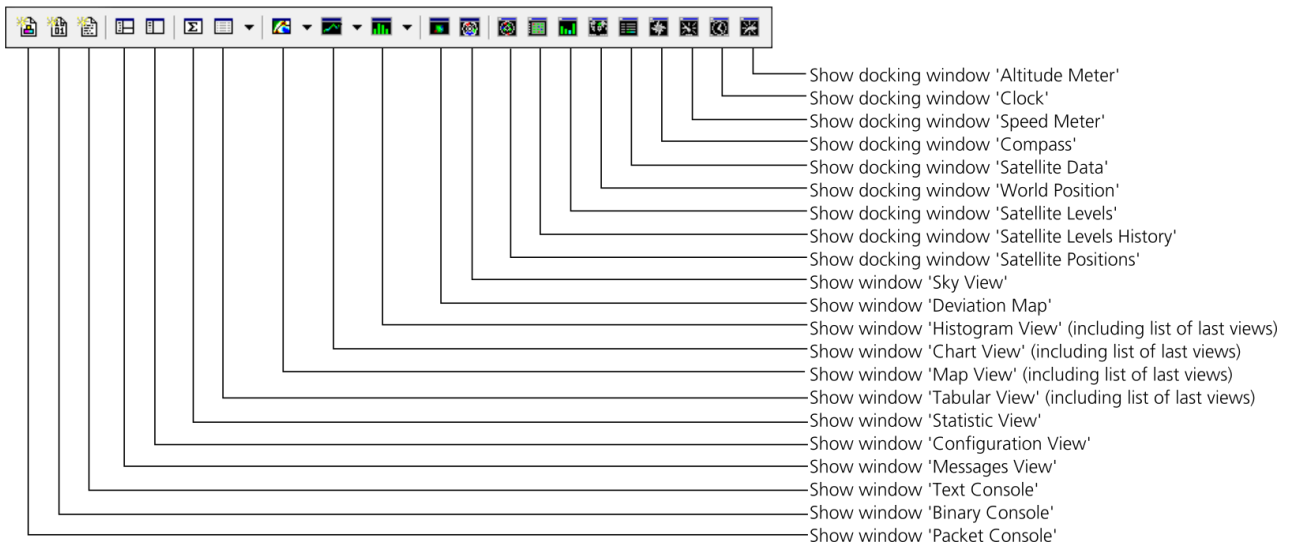 Show docking window 'Altitude Meter'
Show docking window 'Clock'
Show docking window 'Speed Meter'
Show docking window 'Compass'
Show docking window 'Satellite Data'
Show docking window 'World Position'
Show docking window 'Satellite Levels'
Show docking window 'Satellite Levels History'
Show docking window 'Satellite Positions'
Show window 'Sky View'
Show window 'Deviation Map'
Show window 'Histogram View' (including list of last views)
Show window 'Chart View' (including list of last views)
Show window 'Map View' (including list of last views)
Show window 'Tabular View' (including list of last views)
Show window 'Statistic View'
Show window 'Configuration View'
Show window 'Messages View'
Show window 'Text Console'
Show window 'Binary Console'
Show window 'Packet Console'